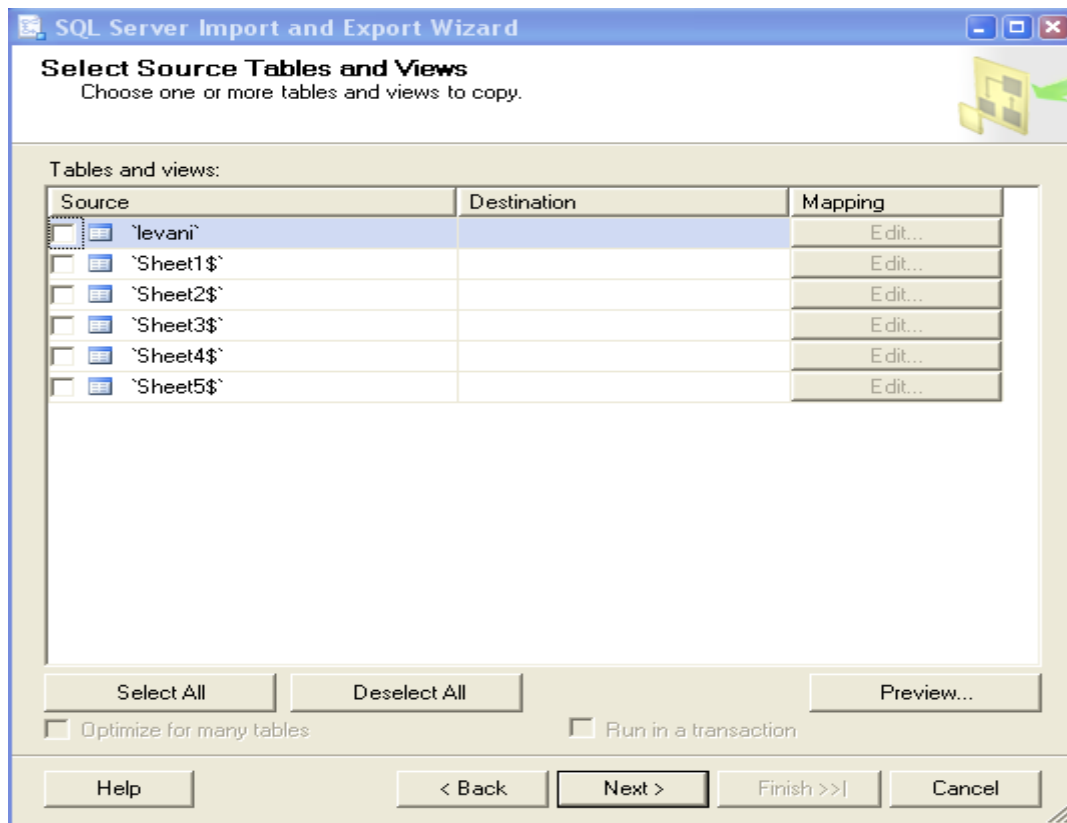 SQL Server Import and Export Wizard
Select Source Tables and Views
Choose one or more tables and views to copy.
Tables and views:
Source Destination Mapping
`levani` Edit...
`Sheet1$` Edit...
`Sheet2$` Edit...
`Sheet3$` Edit...
`Sheet4$` Edit...
`Sheet5$` Edit...
Select All Deselect All Preview...
Optimize for many tables Run in a transaction
Help < Back Next > Finish >>| Cancel